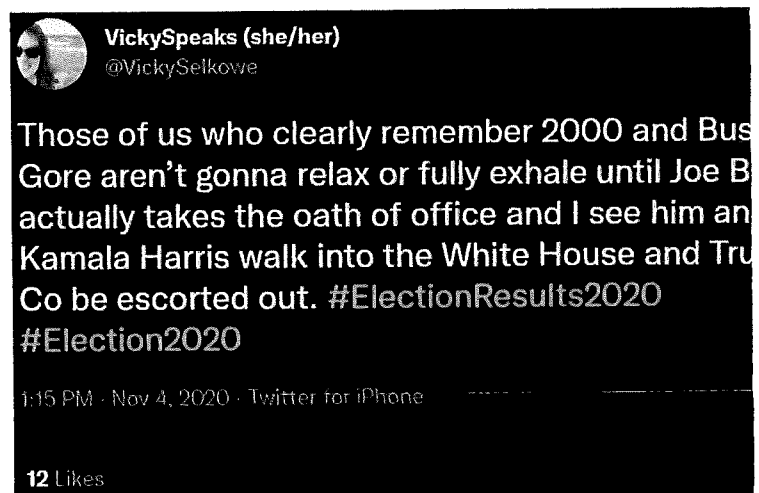 VickySpeaks (she/her)
@VickySelkowe
Those of us who clearly remember 2000 and Bus
Gore aren't gonna relax or fully exhale until Joe B
actually takes the oath of office and I see him an
Kamala Harris walk into the White House and Tru
Co be escorted out. #ElectionResults2020
#Election2020
1:15 PM · Nov 4, 2020 · Twitter for iPhone
12 Likes